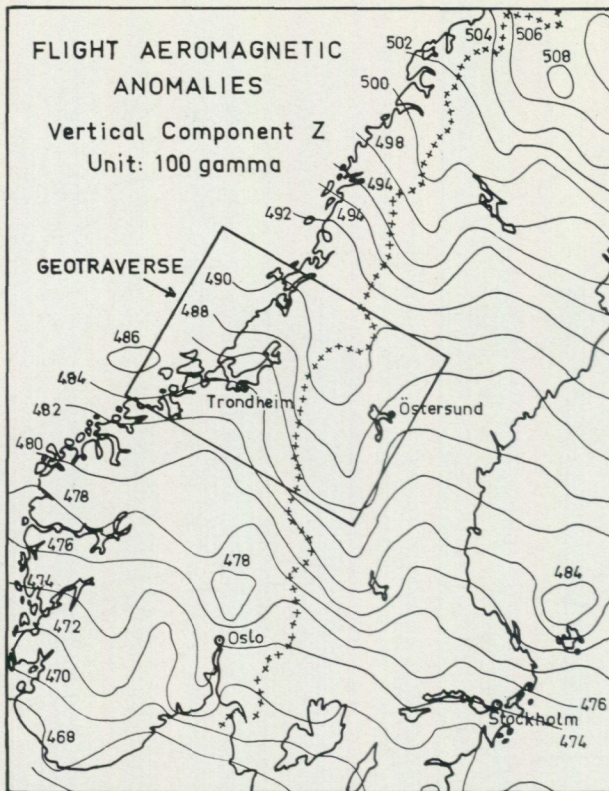 FLIGHT AEROMAGNETIC
ANOMALIES
Vertical Component Z
Unit: 100 gamma
502
504
506
508
500
498
494
492
494
GEOTRAVERSE
490
488
486
484
Trondheim
Östersund
482
480
478
476
478
484
474
472
Oslo
470
476
468
Stockholm
474